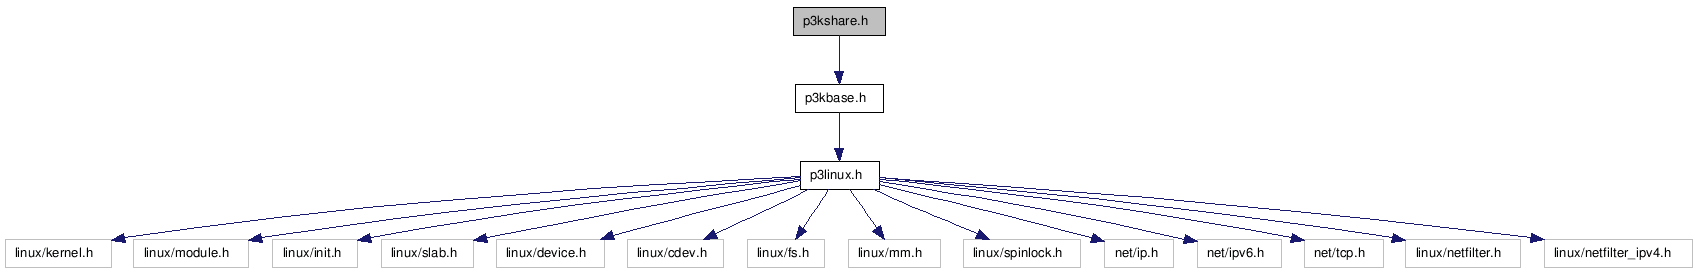 p3kshare.h
p3kbase.h
p3linux.h
linux/kernel.h
linux/module.h
linux/init.h
linux/slab.h
linux/device.h
linux/cdev.h
linux/fs.h
linux/mm.h
linux/spinlock.h
net/ip.h
net/ipv6.h
net/tcp.h
linux/netfilter.h
linux/netfilter_ipv4.h